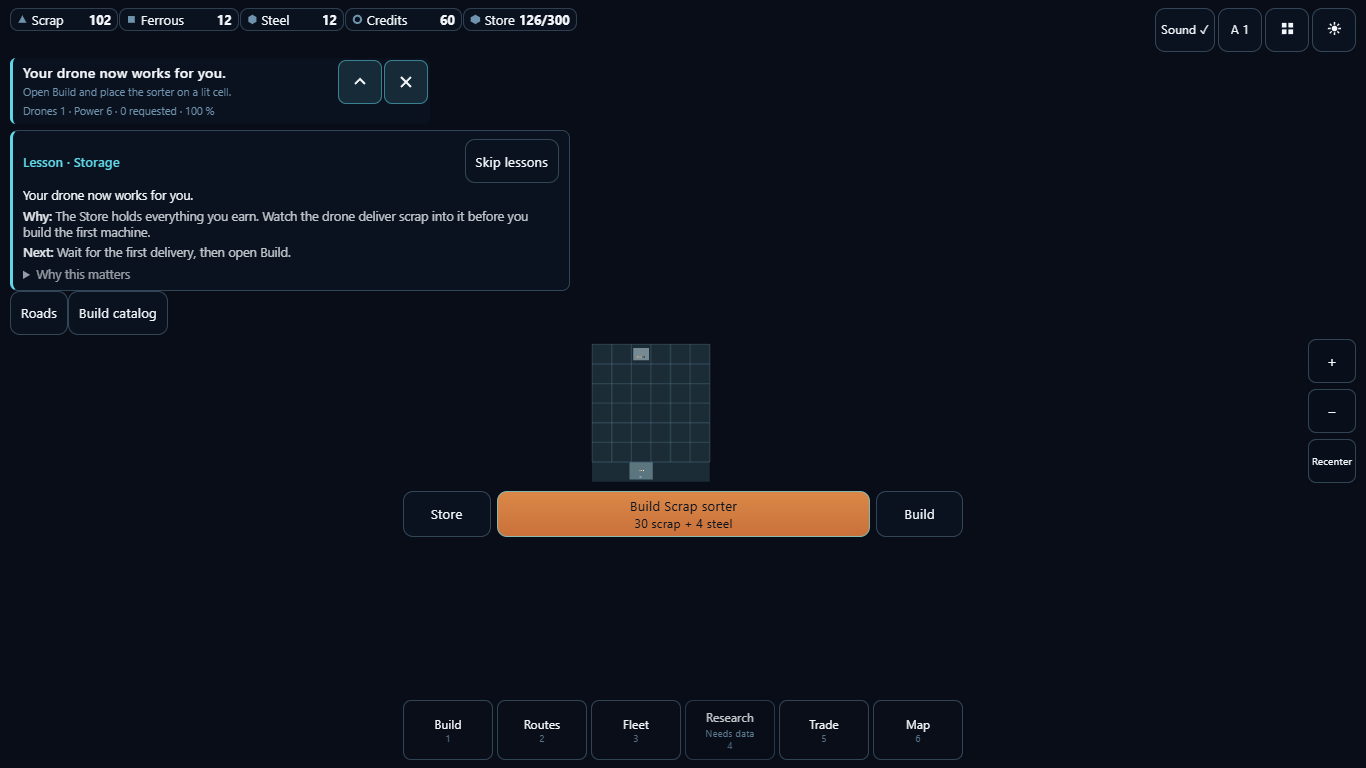 Scrap 102
Ferrous 12
Steel 12
Credits 60
Store 126/300
Sound ✓
A 1
Your drone now works for you.
Open Build and place the sorter on a lit cell.
Drones 1 · Power 6 · 0 requested · 100 %
Lesson · Storage
Skip lessons
Your drone now works for you.
Why: The Store holds everything you earn. Watch the drone deliver scrap into it before you
build the first machine.
Next: Wait for the first delivery, then open Build.
Why this matters
Roads
Build catalog
+
−
Recenter
Store
Build Scrap sorter
30 scrap + 4 steel
Build
Build
1
Routes
2
Fleet
3
Research
Needs data
4
Trade
5
Map
6